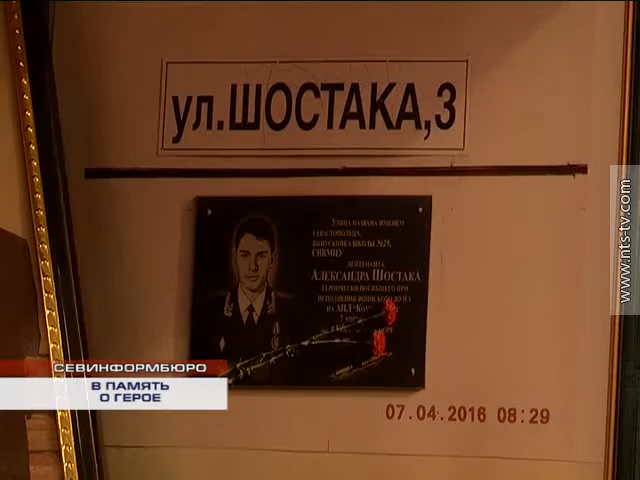 ул.ШОСТАКА,3
УЛИЦА НАЗВАНА ИМЕНЕМ
СЕВАСТОПОЛЬЦА,
ВЫПУСКНИКА ШКОЛЫ №29,
СВВМИУ
ЛЕЙТЕНАНТА
АЛЕКСАНДРА ШОСТАКА
ГЕРОИЧЕСКИ ПОГИБШЕГО ПРИ
ИСПОЛНЕНИИ ВОИНСКОГО ДОЛГА
НА АПЛ
7
www.nts-tv.com
СЕВИНФОРМБЮРО
В ПАМЯТЬ
О ГЕРОЕ
07.04.2016 08:29